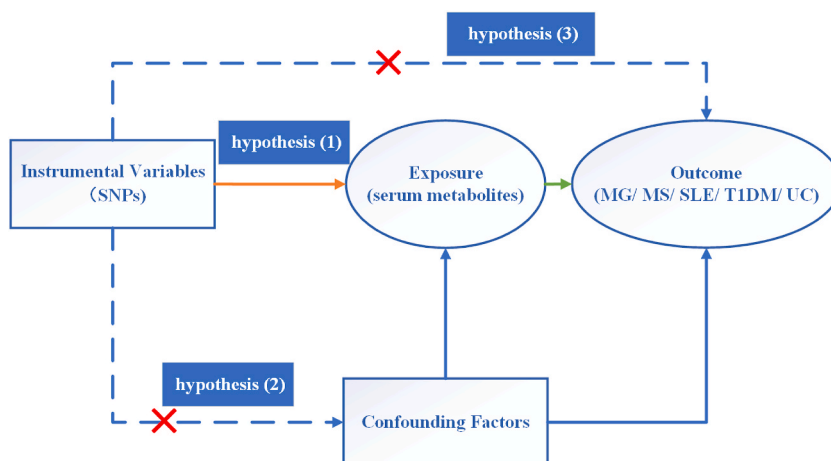 hypothesis (3)
hypothesis (1)
Instrumental Variables
（SNPs)
Exposure
(serum metabolites)
Outcome
(MG/ MS/ SLE/ T1DM/ UC)
hypothesis (2)
Confounding Factors